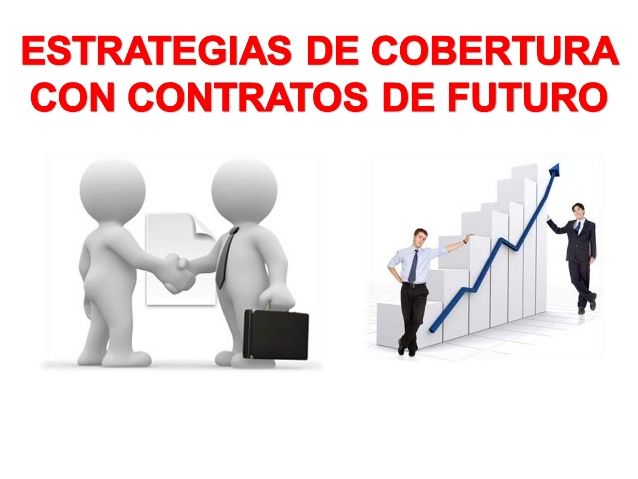 ESTRATEGIAS DE COBERTURA
CON CONTRATOS DE FUTURO